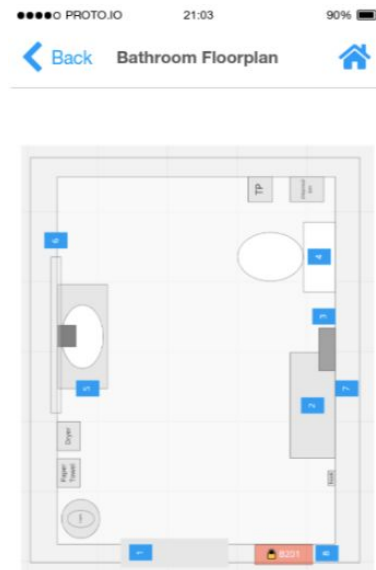 PROTO.IO 21:03 90%
Back Bathroom Floorplan
TP
6
4
3
5
7
2
Dryer
Paper
Towel
1
B201
8